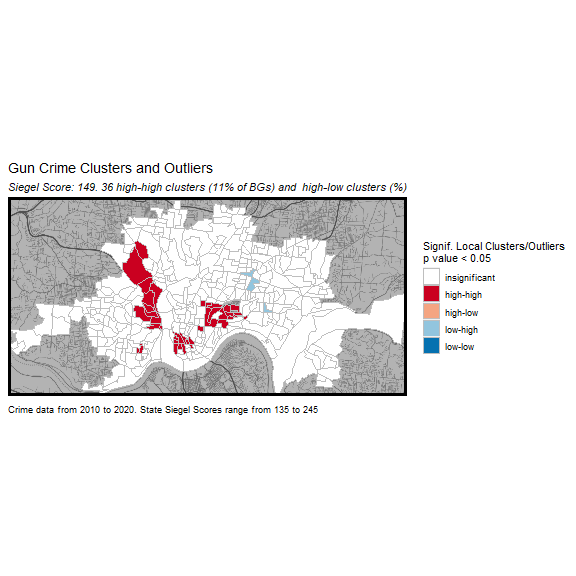 Gun Crime Clusters and Outliers
Siegel Score: 149. 36 high-high clusters (11% of BGs) and  high-low clusters (%)
Signif. Local Clusters/Outliers
p value < 0.05
insignificant
high-high
high-low
low-high
low-low
Crime data from 2010 to 2020. State Siegel Scores range from 135 to 245